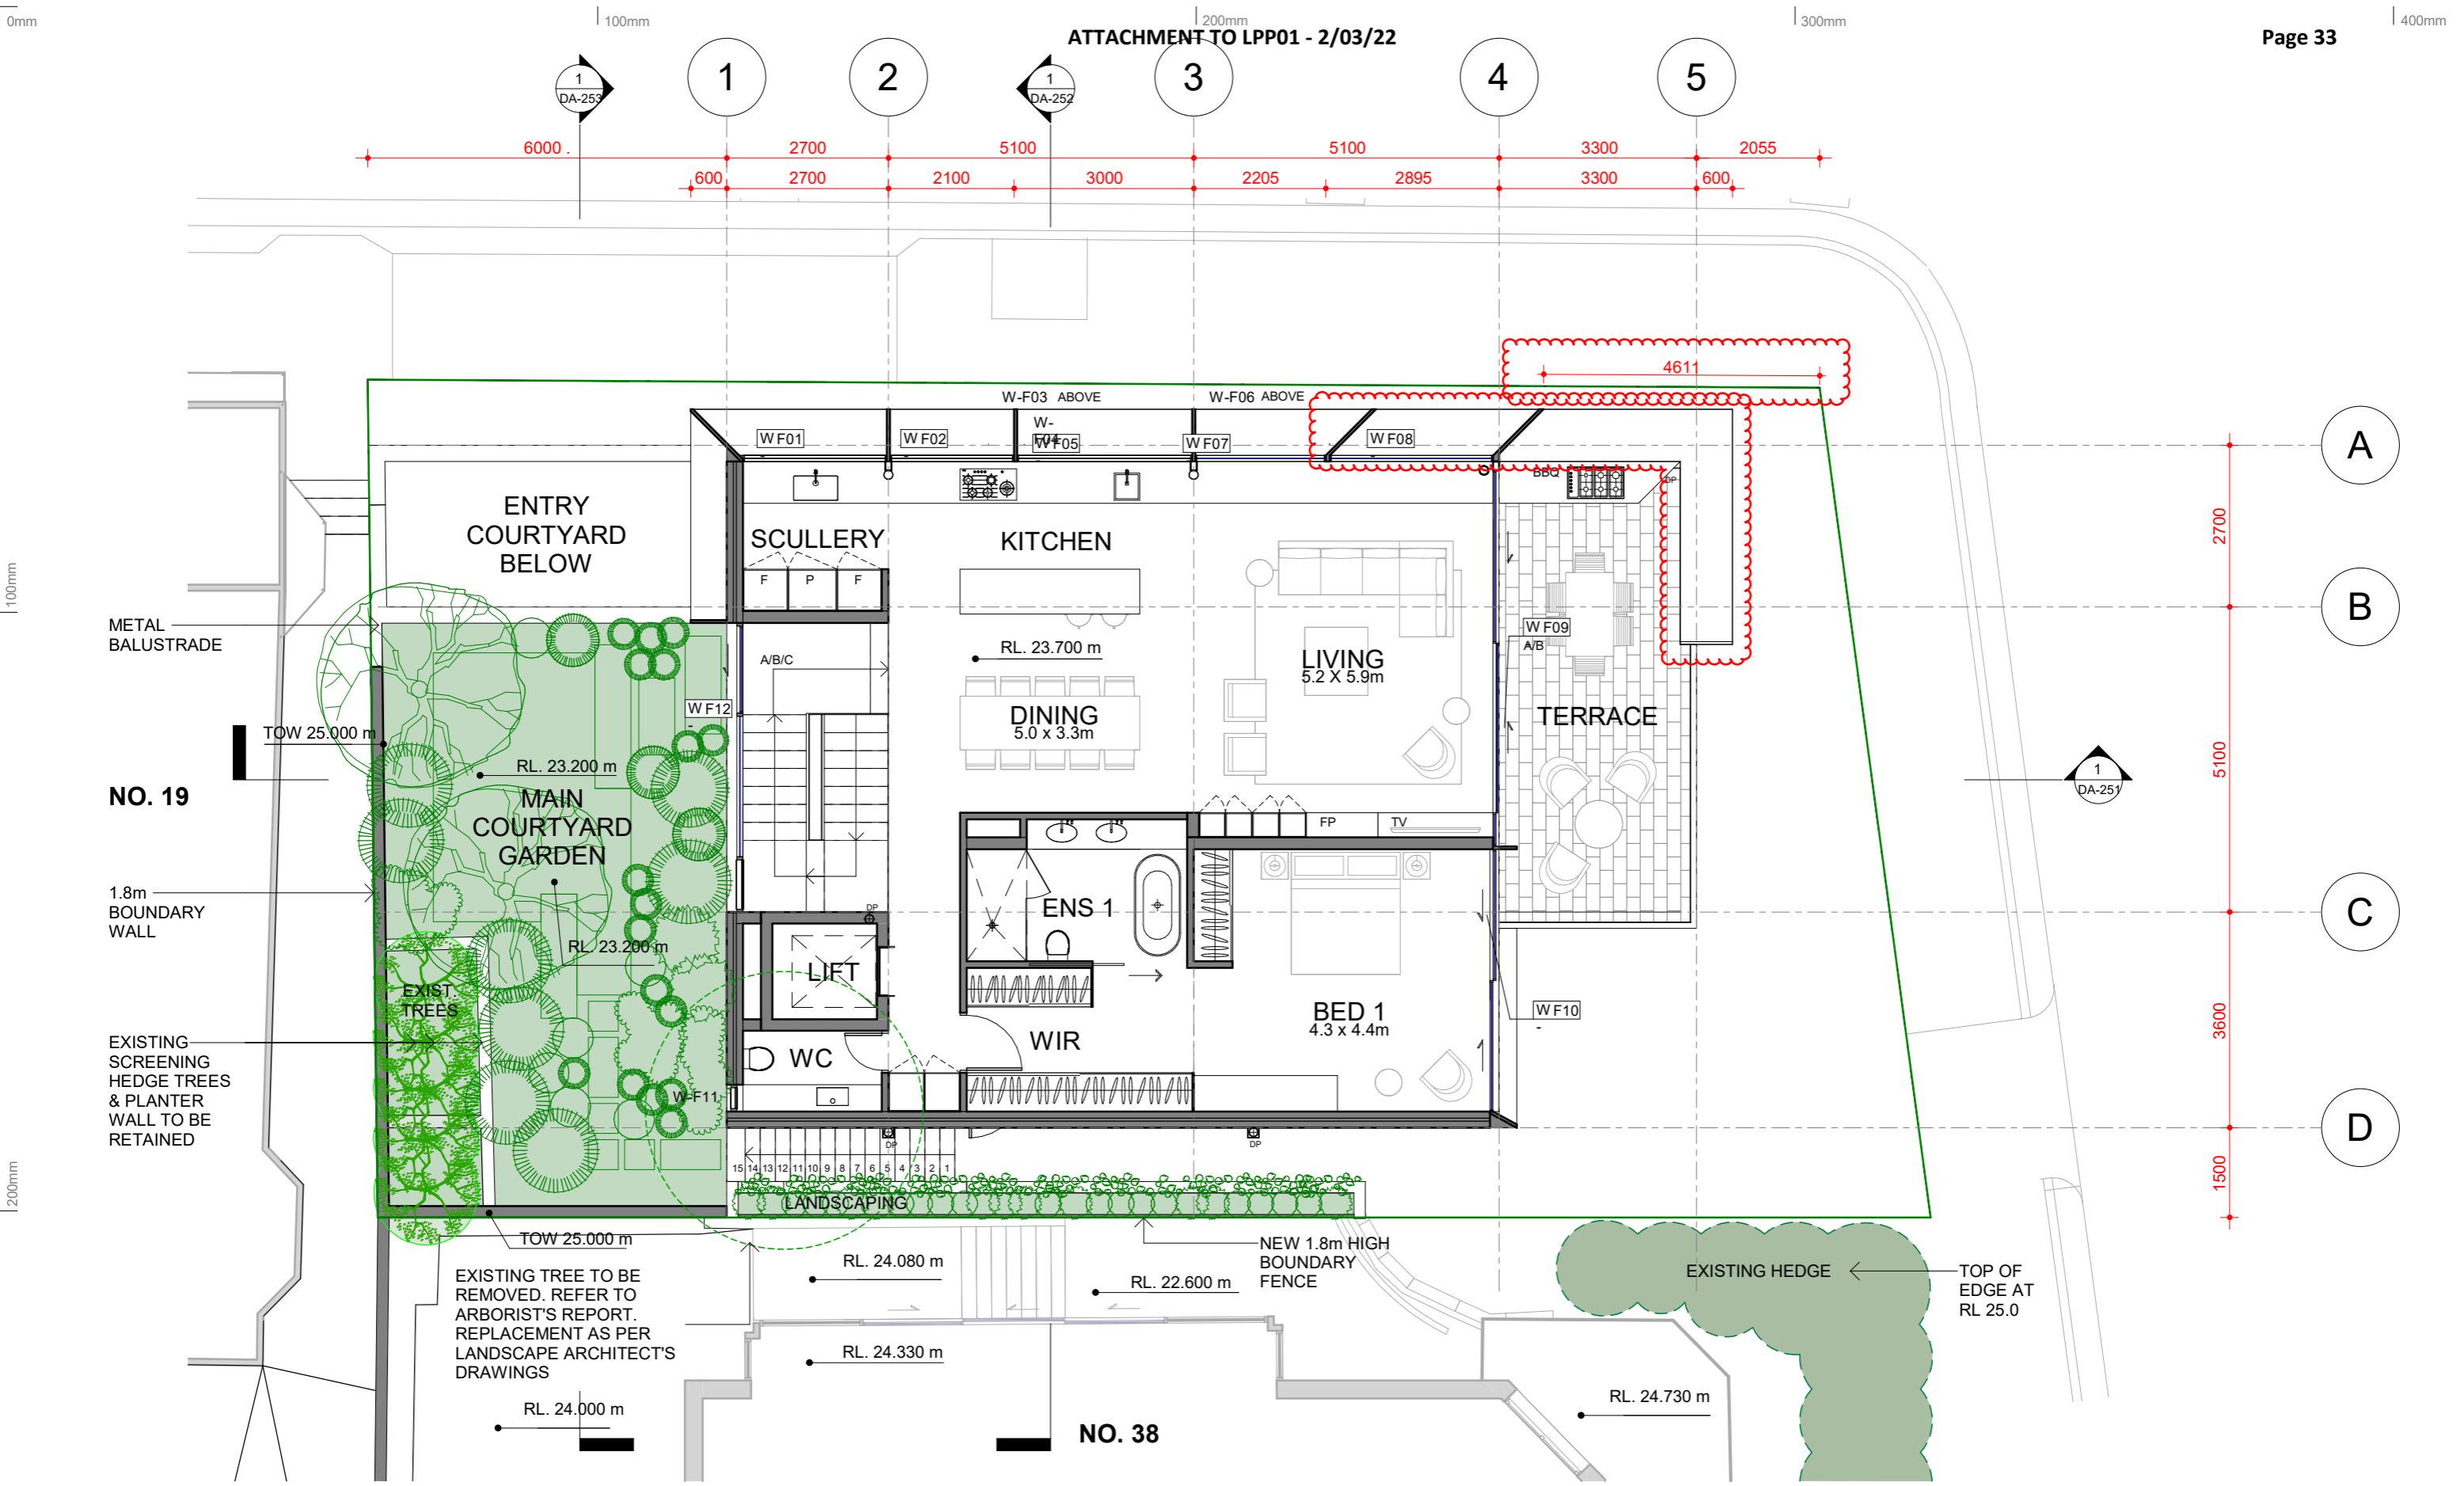 0mm
100mm
200mm
300mm
400mm
ATTACHMENT TO LPP01 - 2/03/22
Page 33
1
DA-253
1
2
1
DA-252
3
4
5
6000 .
2700
5100
5100
3300
2055
600
2700
2100
3000
2205
2895
3300
600
4611
W-F03 ABOVE
W-F06 ABOVE
W F01
W F02
W-
F04
W F05
W F07
W F08
A
BBQ
DP
ENTRY
COURTYARD
BELOW
SCULLERY
KITCHEN
F
P
F
2700
100mm
B
METAL
BALUSTRADE
W F09
A/B
A/B/C
RL. 23.700 m
LIVING
5.2 X 5.9m
W F12
-
DINING
5.0 x 3.3m
TERRACE
TOW 25.000 m
RL. 23.200 m
5100
1
DA-251
NO. 19
MAIN
COURTYARD
GARDEN
FP
TV
1.8m
BOUNDARY
WALL
DP
ENS 1
C
RL. 23.200 m
LIFT
EXIST.
TREES
BED 1
4.3 x 4.4m
W F10
-
EXISTING
SCREENING
HEDGE TREES
& PLANTER
WALL TO BE
RETAINED
WC
WIR
3600
W-F11
D
DP
DP
15 14 13 12 11 10 9 8 7 6 5 4 3 2 1
200mm
1500
LANDSCAPING
TOW 25.000 m
NEW 1.8m HIGH
BOUNDARY
FENCE
RL. 24.080 m
RL. 22.600 m
EXISTING HEDGE
TOP OF
EDGE AT
RL 25.0
EXISTING TREE TO BE
REMOVED. REFER TO
ARBORIST'S REPORT.
REPLACEMENT AS PER
LANDSCAPE ARCHITECT'S
DRAWINGS
RL. 24.330 m
RL. 24.000 m
RL. 24.730 m
NO. 38